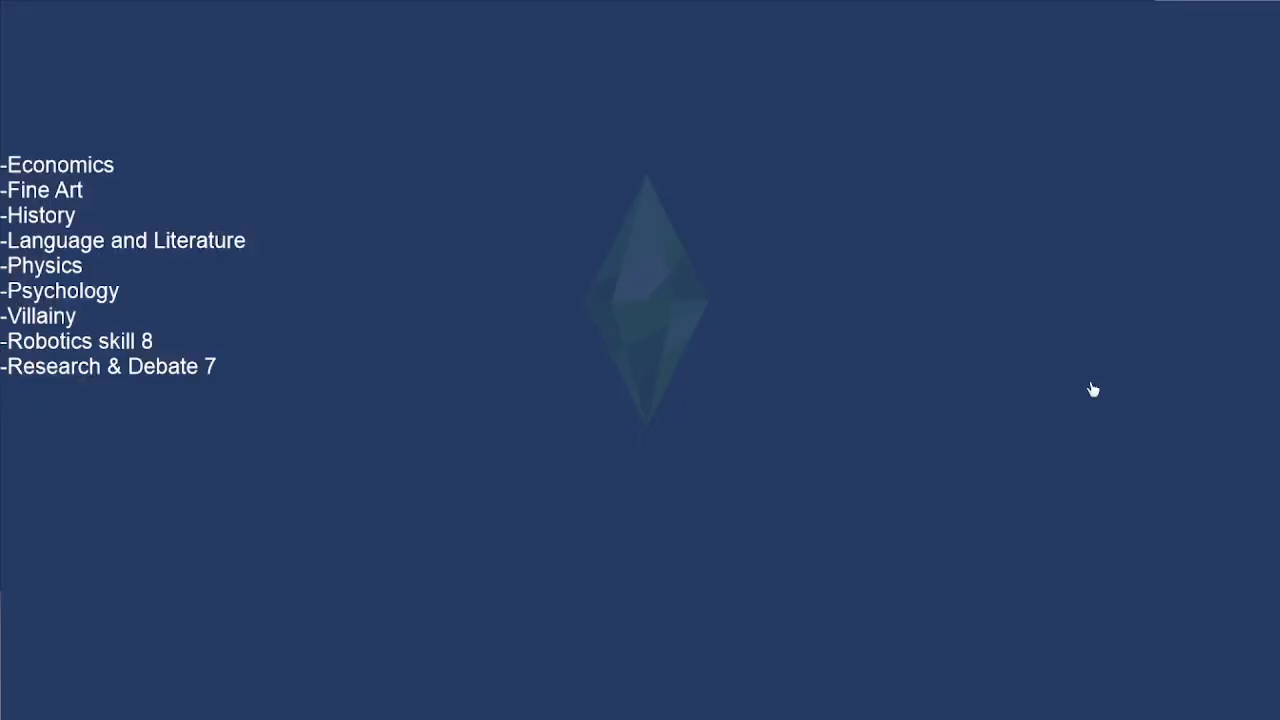 -Economics
-Fine Art
-History
-Language and Literature
-Physics
-Psychology
-Villainy
-Robotics skill 8
-Research & Debate 7